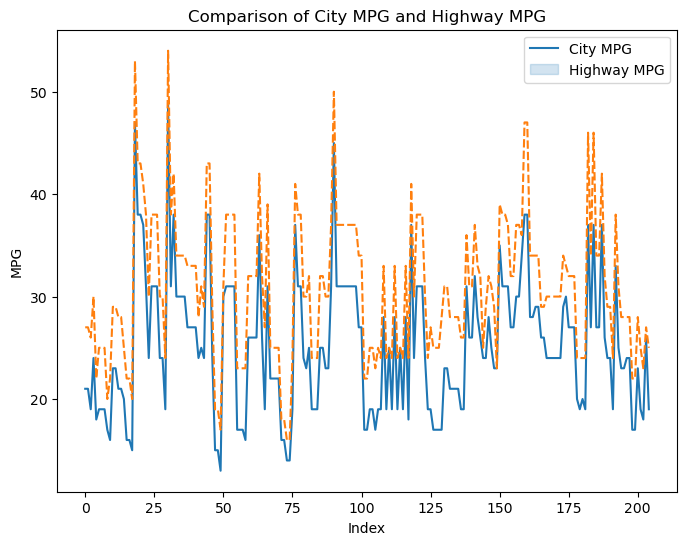 Comparison of City MPG and Highway MPG
City MPG
Highway MPG
MPG
50
40
30
20
0 25 50 75 100 125 150 175 200
Index